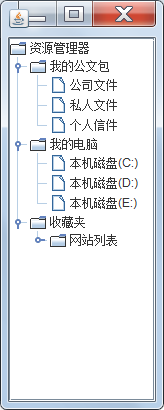 资源管理器
我的公文包
公司文件
私人文件
个人信件
我的电脑
本机磁盘(C:)
本机磁盘(D:)
本机磁盘(E:)
收藏夹
网站列表